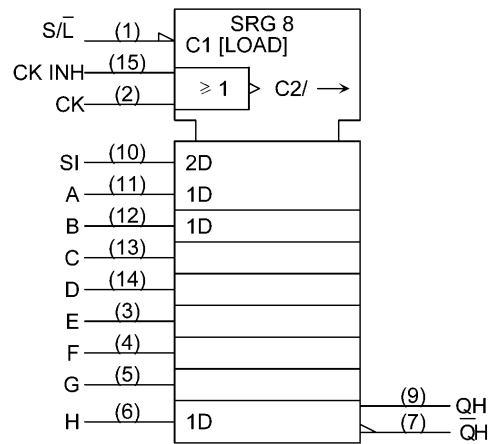 SRG 8
S/L̅ (1) C1 [LOAD]
CK INH (15) ≥ 1 C2/ →
CK (2)
SI (10) 2D
A (11) 1D
B (12) 1D
C (13)
D (14)
E (3)
F (4)
G (5)
(9) QH
H (6) 1D (7) Q̅H